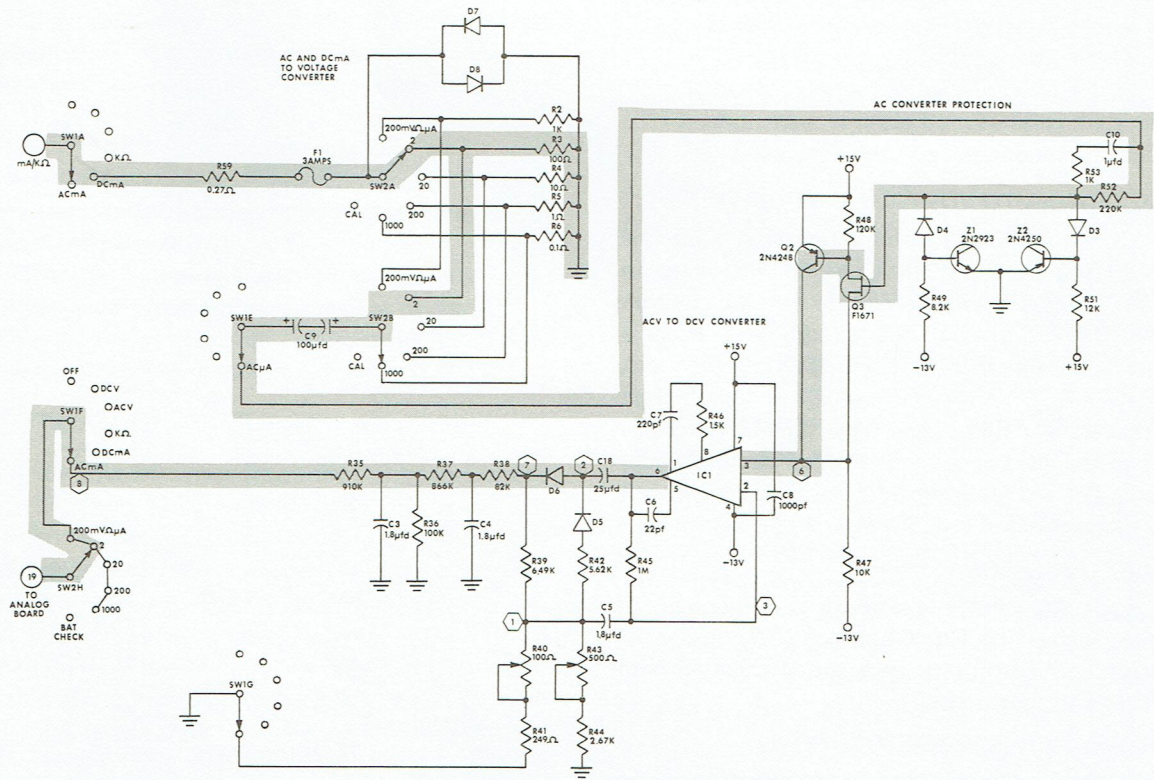 D7
D8
AC AND DCmA
TO VOLTAGE
CONVERTER
AC CONVERTER PROTECTION
200mVΩµA
R2
1K
2
R3
100Ω
R4
10Ω
20
R5
1Ω
200
R6
0.1Ω
1000
CAL
SW2A
F1
3AMPS
R59
0.27Ω
SW1A
mA/KΩ
KΩ
DCmA
ACmA
C10
1µfd
R53
1K
R52
220K
+15V
R48
120K
Q2
2N4248
Q3
F1671
D4
Z1
2N2923
Z2
2N4250
D3
R49
8.2K
R51
12K
-13V
+15V
200mVΩµA
2
20
200
1000
CAL
SW2B
SW1E
C9
100µfd
+
+
ACµA
ACV TO DCV CONVERTER
+15V
C7
220pf
R46
1.5K
8
7
1
6
5
IC1
3
2
4
6
C8
1000pf
-13V
OFF
DCV
ACV
KΩ
DCmA
ACmA
SW1F
8
R35
910K
R37
866K
R38
82K
7
D6
2
C18
25µfd
C6
22pf
C3
1.8µfd
R36
100K
C4
1.8µfd
D5
R39
6.49K
R42
5.62K
R45
1M
R47
10K
-13V
200mVΩµA
2
20
200
1000
SW2H
19
TO
ANALOG
BOARD
BAT
CHECK
1
C5
1.8µfd
3
R40
100Ω
R43
500Ω
SW1G
R41
249Ω
R44
2.67K